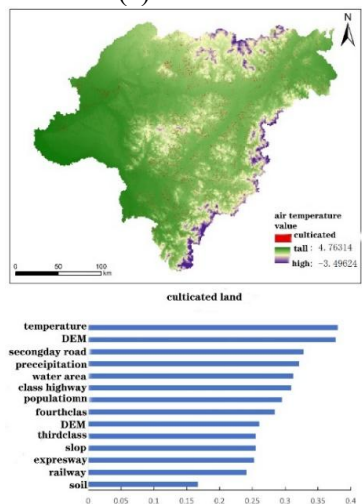 N
air temperature
value
culticated
tall : 4.76314
high: -3.49624
0 50 100
km
culticated land
temperature
DEM
secongday road
preceipitation
water area
class highway
populatiomn
fourthclas
DEM
thirdclass
slop
expresway
railway
soil
0 0.05 0.1 0.15 0.2 0.25 0.3 0.35 0.4